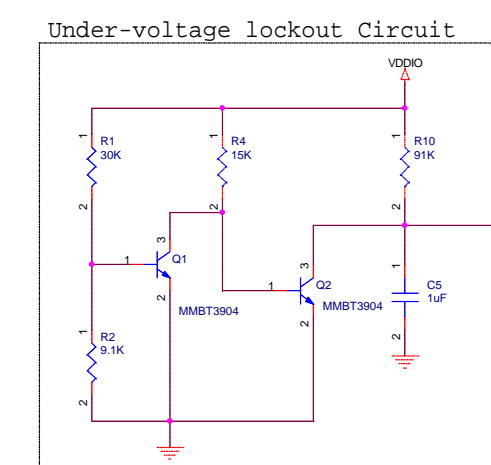 Under-voltage lockout Circuit
VDDIO
1
R1
30K
2
1
R4
15K
2
1
R10
91K
2
3
1
Q1
2
MMBT3904
3
1
Q2
2
MMBT3904
1
C5
1uF
2
1
R2
9.1K
2